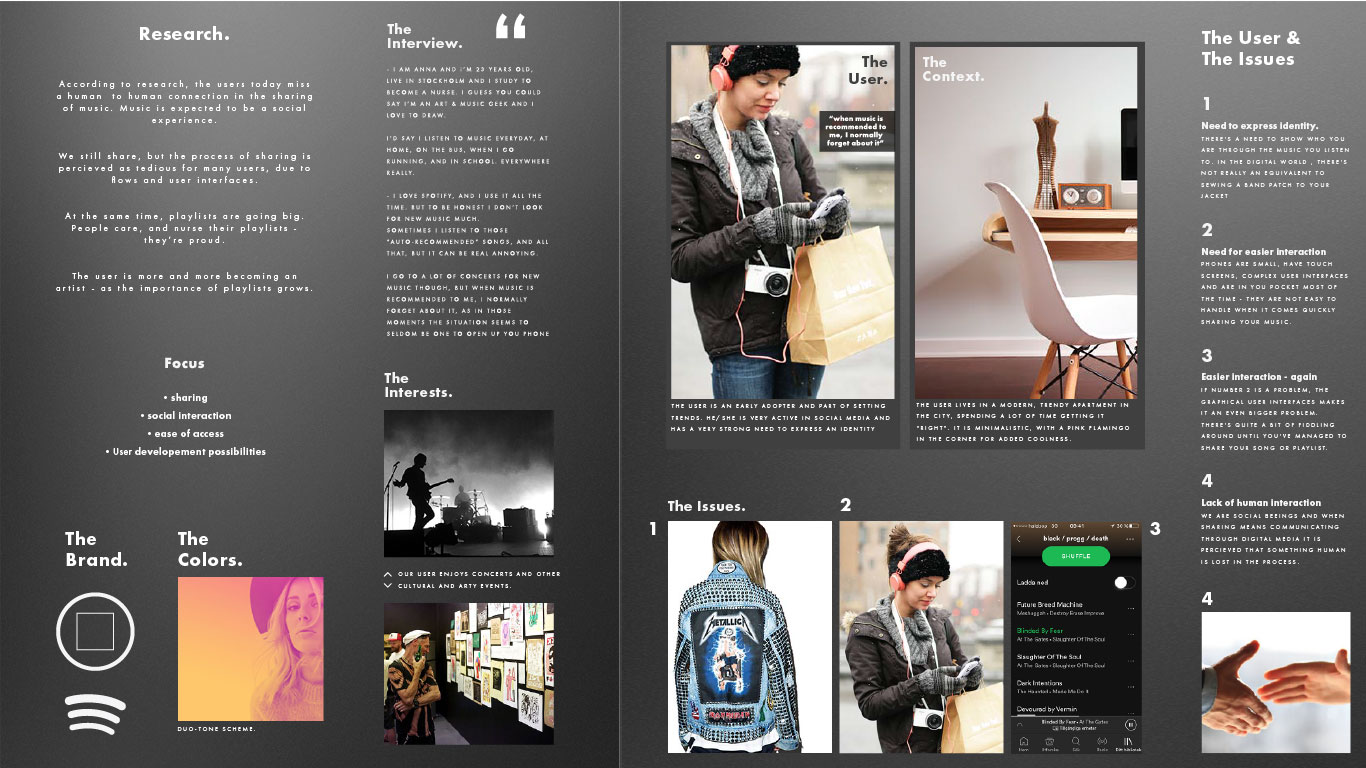 Research.
According to research, the users today miss
a human to human connection in the sharing
of music. Music is expected to be a social
experience.
We still share, but the process of sharing is
percieved as tedious for many users, due to
flows and user interfaces.
At the same time, playlists are going big.
People care, and nurse their playlists -
they're proud.
The user is more and more becoming an
artist - as the importance of playlists grows.
Focus
• sharing
• social interaction
• ease of access
• User developement possibilities
The
Brand.
The
Colors.
DUO-TONE SCHEME.
The
Interview.
“
- I AM ANNA AND I'M 23 YEARS OLD,
LIVE IN STOCKHOLM AND I STUDY TO
BECOME A NURSE. I GUESS YOU COULD
SAY I'M AN ART & MUSIC GEEK AND I
LOVE TO DRAW.
I'D SAY I LISTEN TO MUSIC EVERYDAY, AT
HOME, ON THE BUS, WHEN I GO
RUNNING, AND IN SCHOOL. EVERYWHERE
REALLY.
- I LOVE SPOTIFY, AND I USE IT ALL THE
TIME. BUT TO BE HONEST I DON'T LOOK
FOR NEW MUSIC MUCH.
SOMETIMES I LISTEN TO THOSE
"AUTO-RECOMMENDED" SONGS, AND ALL
THAT, BUT IT CAN BE REAL ANNOYING.
I GO TO A LOT OF CONCERTS FOR NEW
MUSIC THOUGH, BUT WHEN MUSIC IS
RECOMMENDED TO ME, I NORMALLY
FORGET ABOUT IT, AS IN THOSE
MOMENTS THE SITUATION SEEMS TO
SELDOM BE ONE TO OPEN UP YOU PHONE
The
Interests.
OUR USER ENJOYS CONCERTS AND OTHER
CULTURAL AND ARTY EVENTS.
The
User.
"when music is
recommended to
me, I normally
forget about it"
ZARA
THE USER IS AN EARLY ADOPTER AND PART OF SETTING
TRENDS. HE/SHE IS VERY ACTIVE IN SOCIAL MEDIA AND
HAS A VERY STRONG NEED TO EXPRESS AN IDENTITY
The
Context.
THE USER LIVES IN A MODERN, TRENDY APARTMENT IN
THE CITY, SPENDING A LOT OF TIME GETTING IT
"RIGHT". IT IS MINIMALISTIC, WITH A PINK FLAMINGO
IN THE CORNER FOR ADDED COOLNESS.
The Issues.
1
METALLICA
IRON MAIDEN
2
3
09:41
black / progg / death
SHUFFLE
Ladda ned
Future Breed Machine
Meshuggah • Destroy Erase Improve
Blinded By Fear
At The Gates • Slaughter Of The Soul
Slaughter Of The Soul
At The Gates • Slaughter Of The Soul
Dark Intentions
The Haunted • Made Me Do It
Devoured by Vermin
Blinded By Fear • At The Gates
The User &
The Issues
1
Need to express identity.
THERE'S A NEED TO SHOW WHO YOU
ARE THROUGH THE MUSIC YOU LISTEN
TO. IN THE DIGITAL WORLD , THERE'S
NOT REALLY AN EQUIVALENT TO
SEWING A BAND PATCH TO YOUR
JACKET
2
Need for easier interaction
PHONES ARE SMALL, HAVE TOUCH
SCREENS, COMPLEX USER INTERFACES
AND ARE IN YOU POCKET MOST OF
THE TIME - THEY ARE NOT EASY TO
HANDLE WHEN IT COMES QUICKLY
SHARING YOUR MUSIC.
3
Easier interaction - again
IF NUMBER 2 IS A PROBLEM, THE
GRAPHICAL USER INTERFACES MAKES
IT AN EVEN BIGGER PROBLEM.
THERE'S QUITE A BIT OF FIDDLING
AROUND UNTIL YOU'VE MANAGED TO
SHARE YOUR SONG OR PLAYLIST.
4
Lack of human interaction
WE ARE SOCIAL BEEINGS AND WHEN
SHARING MEANS COMMUNICATING
THROUGH DIGITAL MEDIA IT IS
PERCIEVED THAT SOMETHING HUMAN
IS LOST IN THE PROCESS.
4